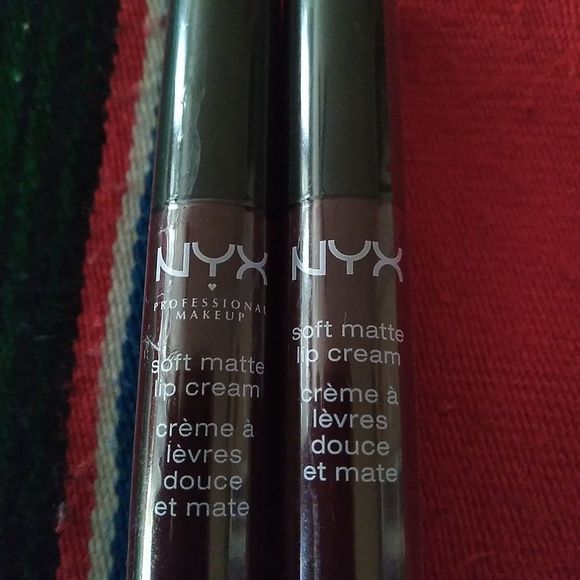 NYX
PROFESSIONAL
MAKEUP
soft matte
lip cream
crème à
lèvres
douce
et mate
NYX
soft matte
lip cream
crème à
lèvres
douce
et mate